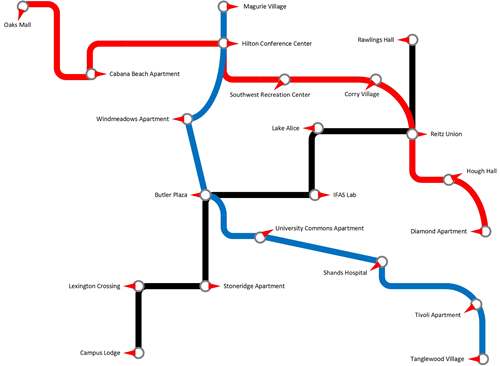 Magurie Village
Oaks Mall
Hilton Conference Center
Rawlings Hall
Cabana Beach Apartment
Southwest Recreation Center
Corry Village
Windmeadows Apartment
Lake Alice
Reitz Union
Hough Hall
Butler Plaza
IFAS Lab
University Commons Apartment
Diamond Apartment
Shands Hospital
Lexington Crossing
Stoneridge Apartment
Tivoli Apartment
Campus Lodge
Tanglewood Village